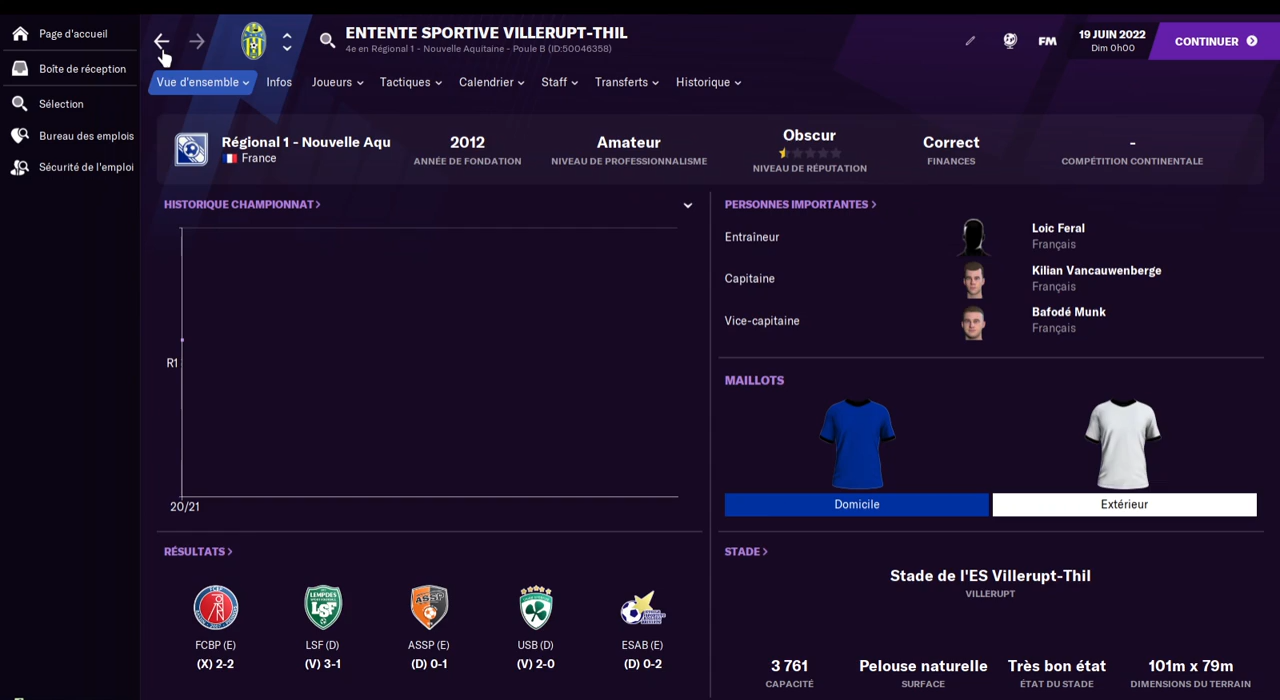 Page d'accueil
Boîte de réception
Sélection
Bureau des emplois
Sécurité de l'emploi
ENTENTE SPORTIVE VILLERUPT-THIL
4e en Régional 1 - Nouvelle Aquitaine - Poule B (ID:50046358)
FM
19 JUIN 2022
Dim 0h00
CONTINUER
Vue d'ensemble
Infos
Joueurs
Tactiques
Calendrier
Staff
Transferts
Historique
Régional 1 - Nouvelle Aqu
France
2012
ANNÉE DE FONDATION
Amateur
NIVEAU DE PROFESSIONNALISME
Obscur
NIVEAU DE RÉPUTATION
Correct
FINANCES
-
COMPÉTITION CONTINENTALE
HISTORIQUE CHAMPIONNAT >
R1
20/21
PERSONNES IMPORTANTES >
Entraîneur
Loic Feral
Français
Capitaine
Kilian Vancauwenberge
Français
Vice-capitaine
Bafodé Munk
Français
MAILLOTS
Domicile
Extérieur
RÉSULTATS >
FCBP
LEMPDES
LSF
ASSP
FCBP (E)
LSF (D)
ASSP (E)
USB (D)
ESAB (E)
(X) 2-2
(V) 3-1
(D) 0-1
(V) 2-0
(D) 0-2
STADE >
Stade de l'ES Villerupt-Thil
VILLERUPT
3 761
CAPACITÉ
Pelouse naturelle
SURFACE
Très bon état
ÉTAT DU STADE
101m x 79m
DIMENSIONS DU TERRAIN